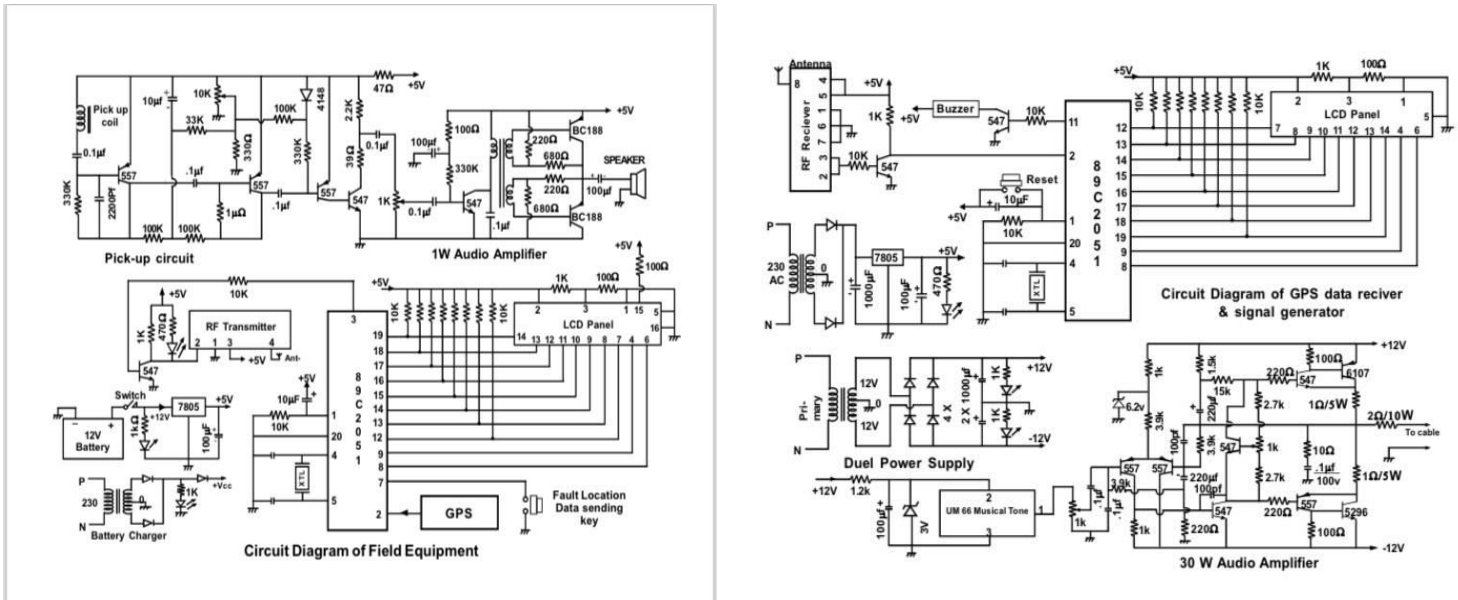 +5V
47Ω
Pick up
coil
10μf
10K
100K
4148
33K
100K
330Ω
330K
2.2K
39Ω
0.1μf
0.1μf
557
.1μf
557
.1μf
557
547
330K
2200Pf
1μΩ
100K
100K
Pick-up circuit
+5V
100Ω
100μf
330K
1K
0.1μf
547
.1μf
220Ω
680Ω
220Ω
680Ω
BC188
BC188
100μf
SPEAKER
1W Audio Amplifier
10K
+5V
1K
470Ω
RF Transmitter
2
1
3
4
Ant-
+5V
547
Switch
+12V
7805
+5V
1kΩ
100μF
12V
Battery
P
230
N
0
1K
+Vcc
Battery Charger
+5V
10μF
10K
XTL
3
19
18
17
16
15
14
13
12
9
8
7
2
1
20
4
5
89C2051
+5V
10K
10K
1K
100Ω
+5V
100Ω
2
3
1
15
5
16
LCD Panel
14
13
12
11
10
9
8
7
4
6
GPS
Fault Location
Data sending
key
Circuit Diagram of Field Equipment
Antenna
8
4
5
1
6
7
3
2
RF Reciever
+5V
1K
10K
547
+5V
Buzzer
547
10K
Reset
10μF
+5V
10K
XTL
11
2
1
20
4
5
89C2051
12
13
14
15
16
17
18
19
9
8
+5V
10K
10K
1K
100Ω
2
3
1
5
LCD Panel
7
8
9
10
11
12
13
14
4
6
Circuit Diagram of GPS data reciver
& signal generator
P
230
AC
N
0
1000μF
7805
100μF
470Ω
+5V
P
Pri-
mary
N
12V
0
12V
4 X
2 X 1000μf
1K
1K
+12V
-12V
Duel Power Supply
+12V
1.2k
100μf
3V
2
UM 66 Musical Tone
1
3
1k
.1μf
.1μf
+12V
1k
6.2v
3.9k
1.5k
15k
220μf
100pf
3.9k
557
557
3.9k
220μf
100pf
1k
220Ω
547
547
2.7k
1k
2.7k
220Ω
547
100Ω
6107
1Ω/5W
2Ω/10W
To cable
10Ω
.1μf
100v
1Ω/5W
220Ω
557
5296
100Ω
-12V
30 W Audio Amplifier